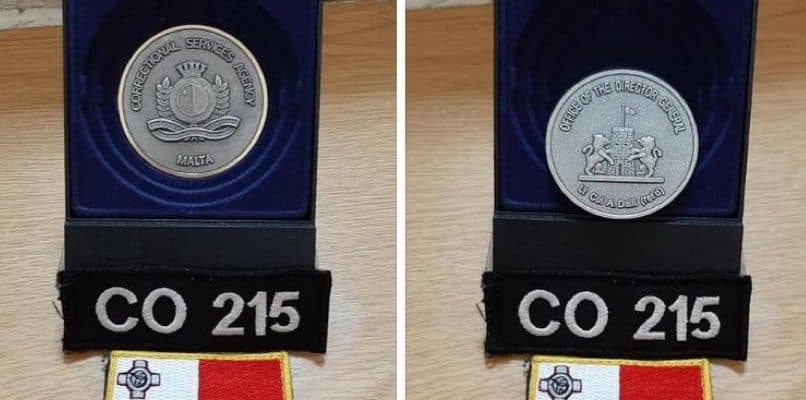 CORRECTIONAL SERVICES AGENCY
MALTA
CO 215
OFFICE OF THE DIRECTOR GENERAL
Lt Col A. Dalli (retd)
CO 215